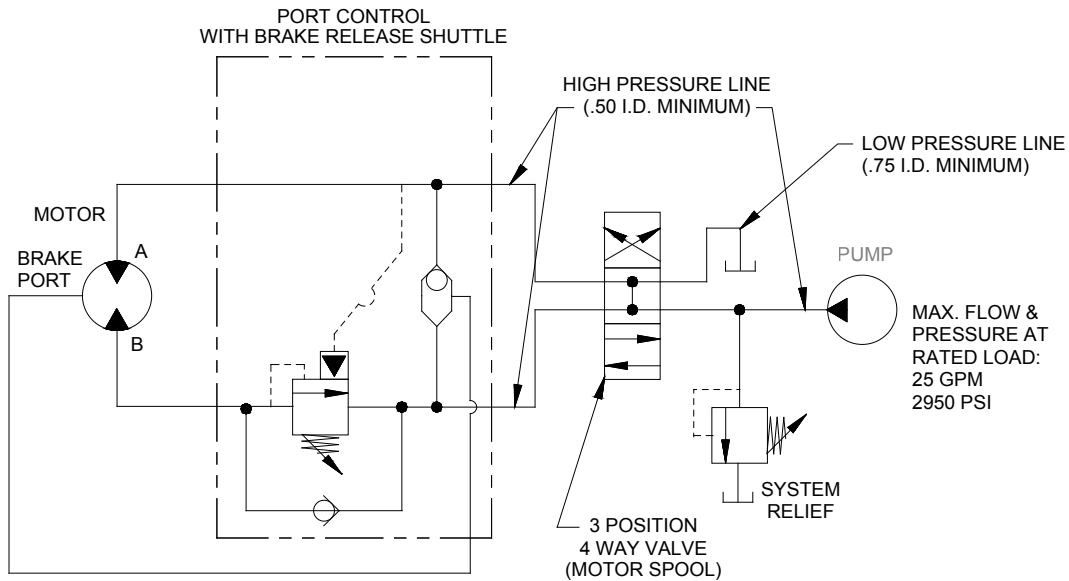 PORT CONTROL
WITH BRAKE RELEASE SHUTTLE
HIGH PRESSURE LINE
(.50 I.D. MINIMUM)
LOW PRESSURE LINE
(.75 I.D. MINIMUM)
MOTOR
A
BRAKE
PORT
B
PUMP
MAX. FLOW &
PRESSURE AT
RATED LOAD:
25 GPM
2950 PSI
SYSTEM
RELIEF
3 POSITION
4 WAY VALVE
(MOTOR SPOOL)